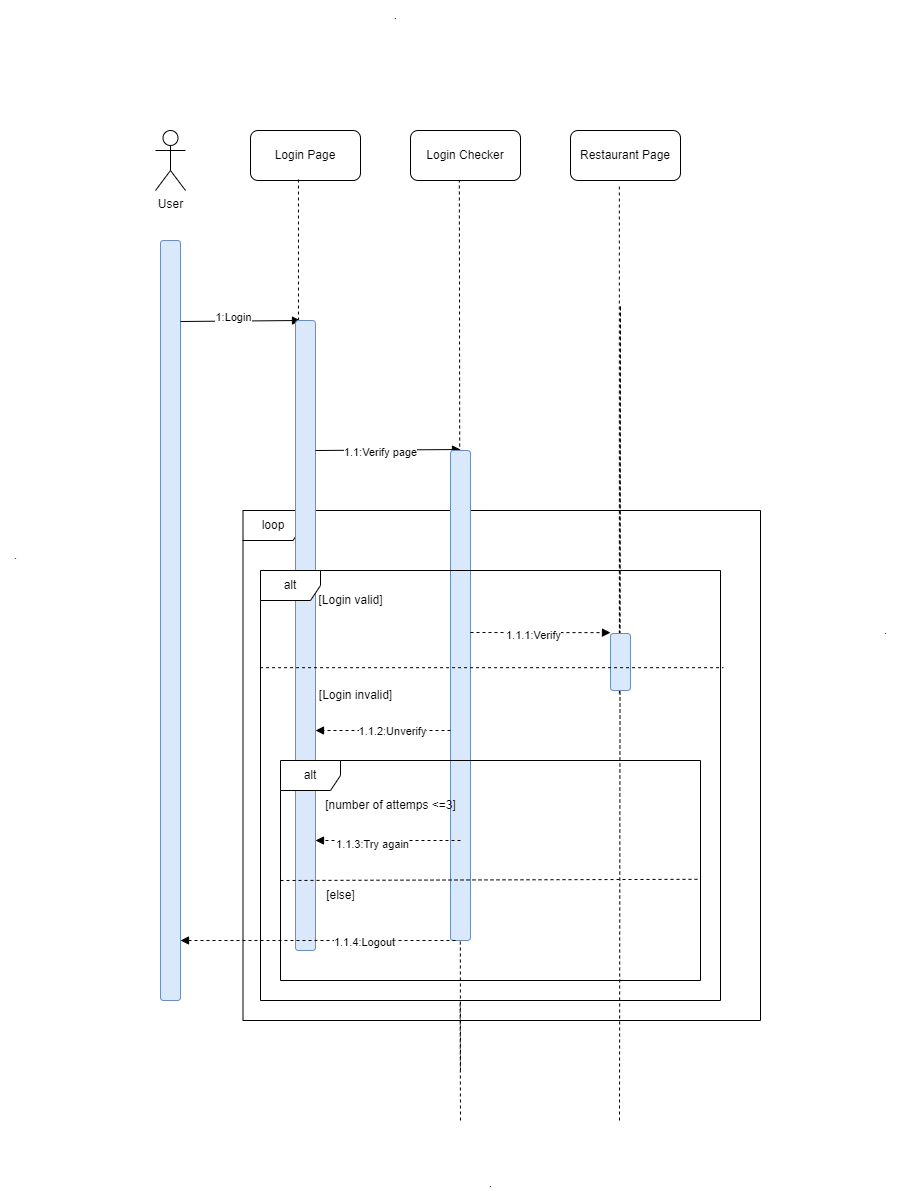 Login Page
Login Checker
Restaurant Page
User
1:Login
1.1:Verify page
loop
alt
[Login valid]
1.1.1:Verify
[Login invalid]
1.1.2:Unverify
alt
[number of attemps <=3]
1.1.3:Try again
[else]
1.1.4:Logout